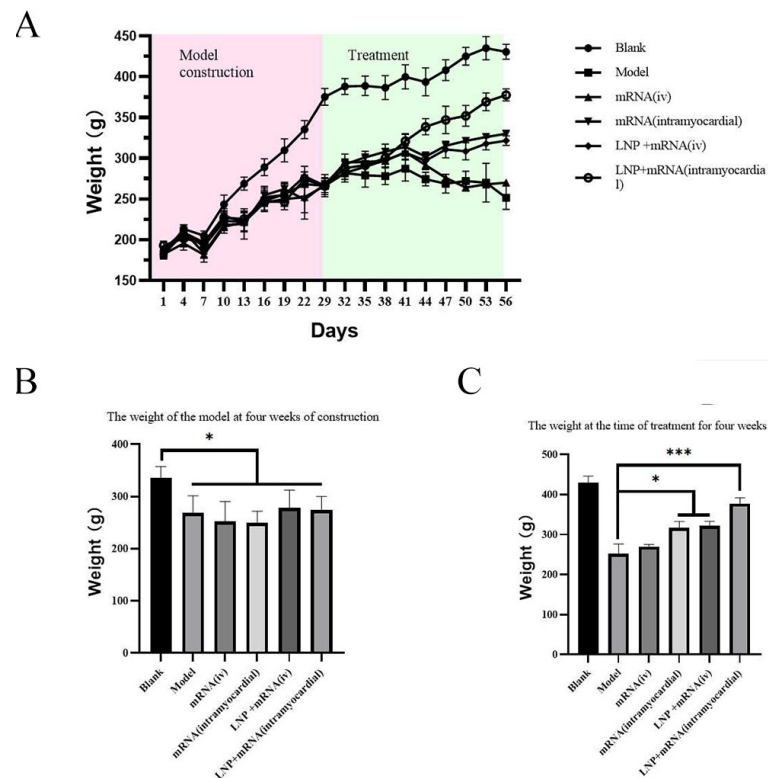 A
Model
construction
Treatment
450
400
350
300
250
200
150
Weight (g)
1 4 7 10 13 16 19 22 29 32 35 38 41 44 47 50 53 56
Days
Blank
Model
mRNA(iv)
mRNA(intramyocardial)
LNP +mRNA(iv)
LNP+mRNA(intramyocardia
l)
B
The weight of the model at four weeks of construction
*
400
300
200
100
0
Weight (g)
Blank
Model
mRNA(iv)
mRNA(intramyocardial)
LNP +mRNA(iv)
LNP+mRNA(intramyocardial)
C
The weight at the time of treatment for four weeks
***
*
500
400
300
200
100
0
Weight (g)
Blank
Model
mRNA(iv)
mRNA(intramyocardial)
LNP +mRNA(iv)
LNP+mRNA(intramyocardial)